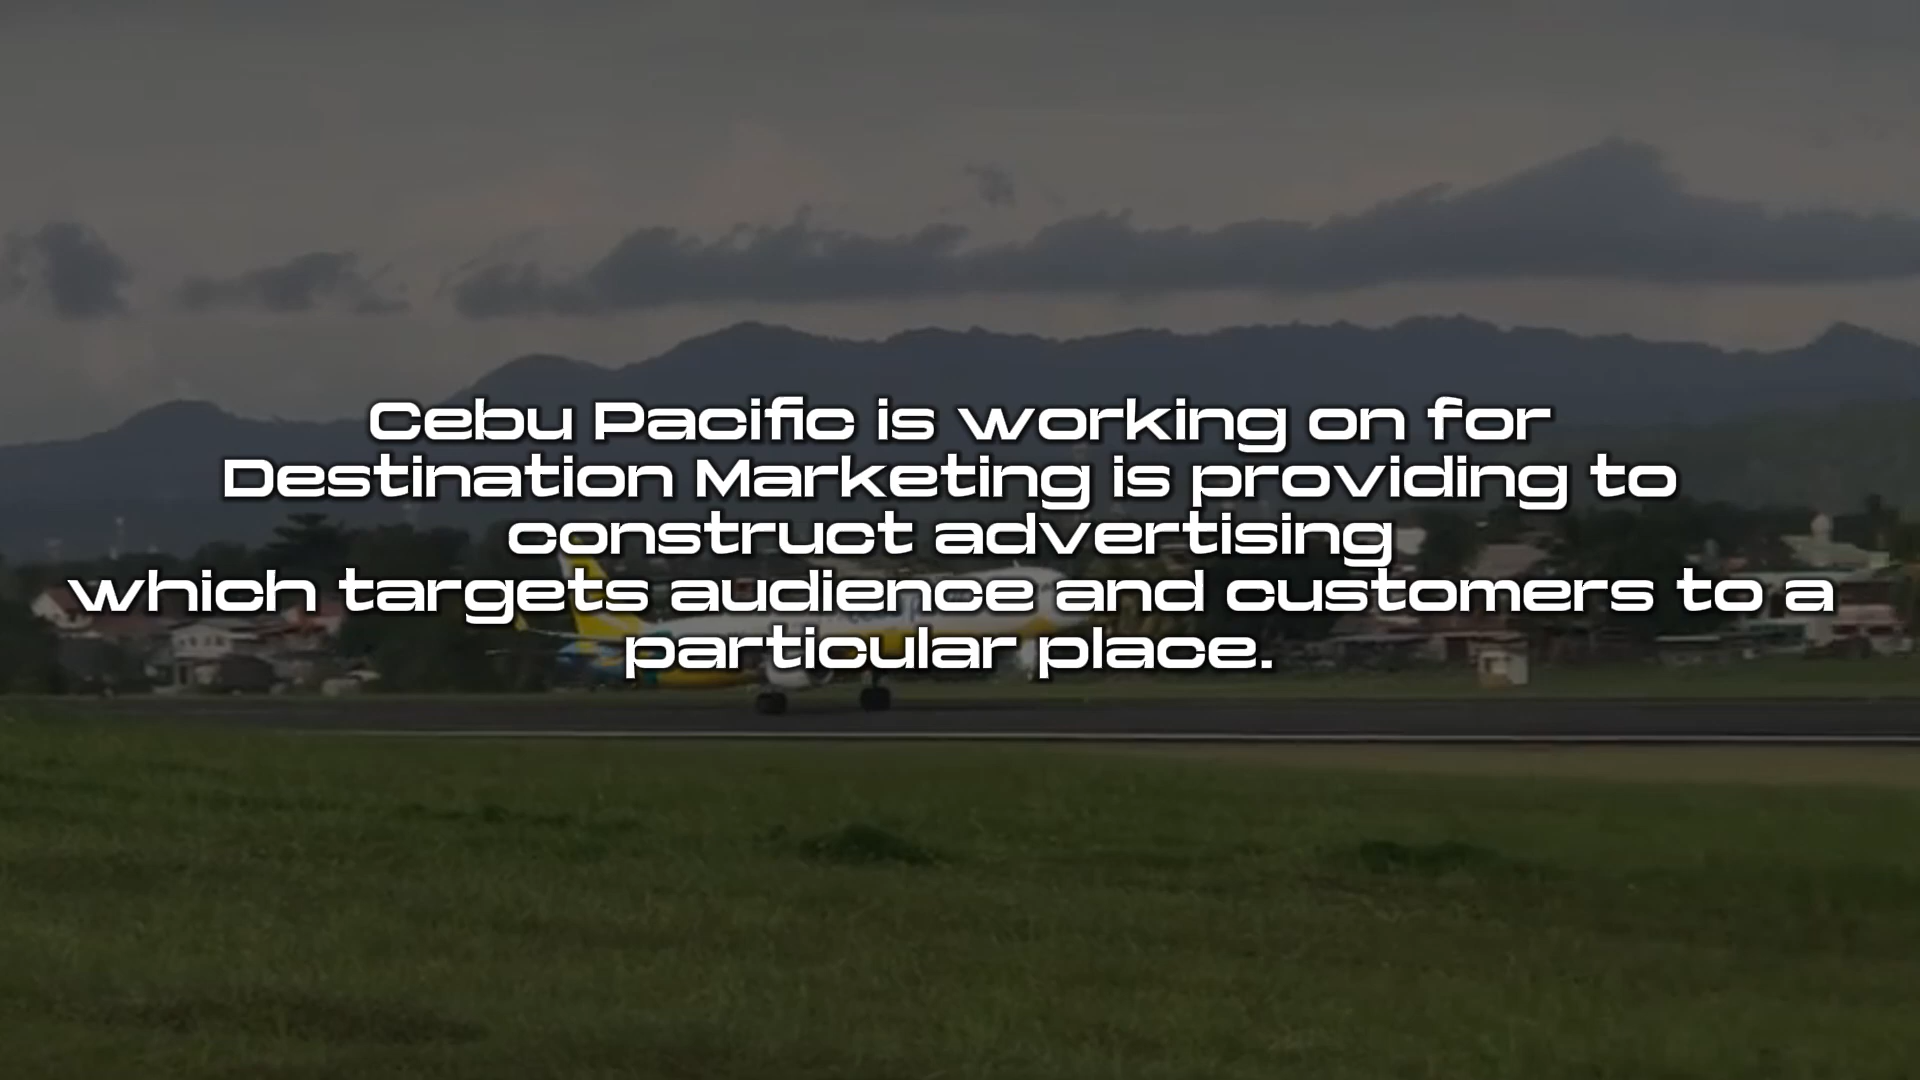 Cebu Pacific is working on for
Destination Marketing is providing to
construct advertising
which targets audience and customers to a
particular place.